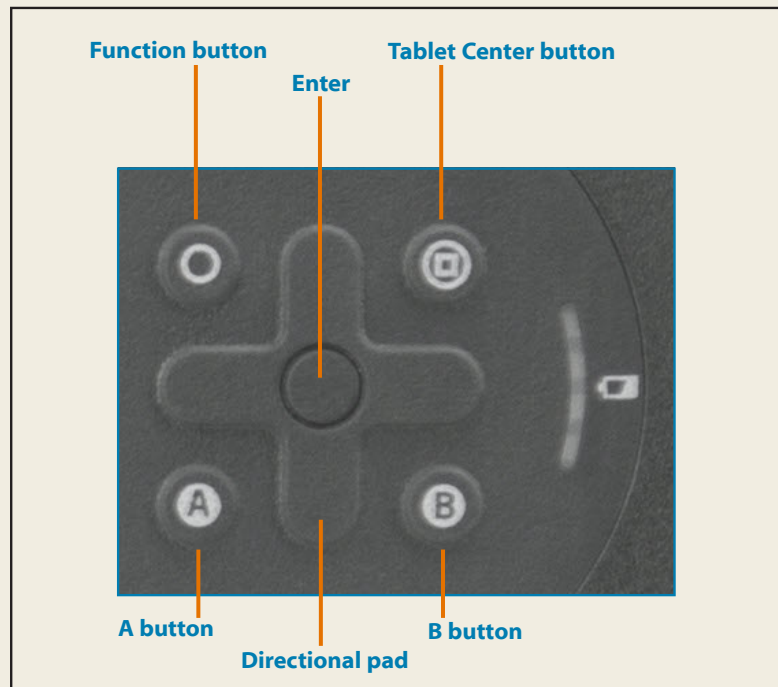 Function button
Tablet Center button
Enter
A
B
A button
B button
Directional pad